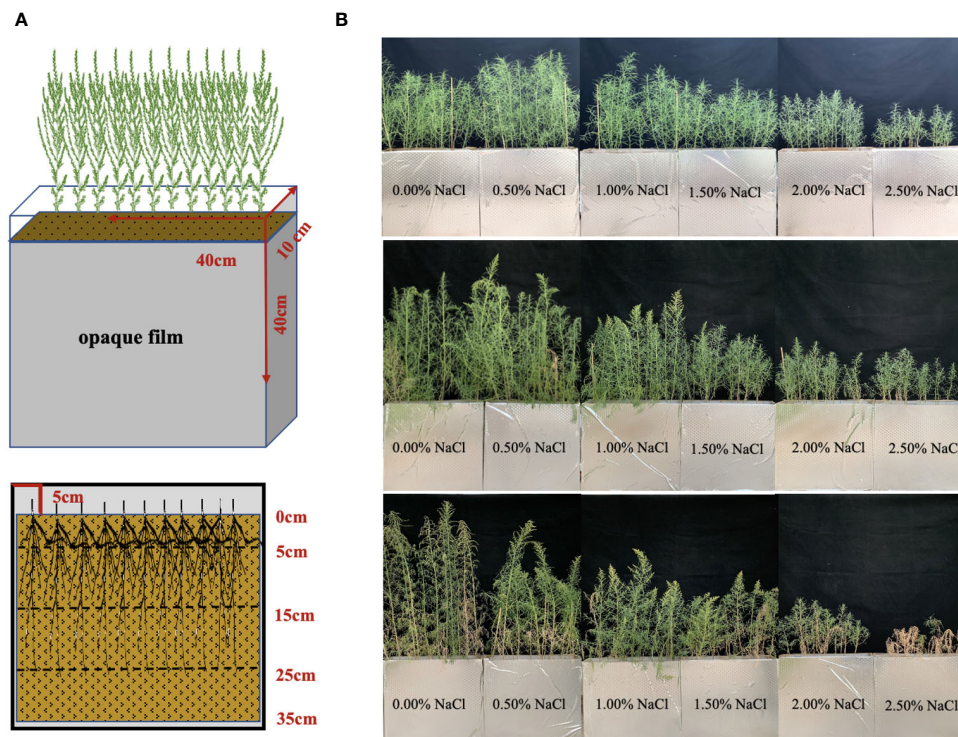 A
10 cm
40cm
40cm
opaque film
5cm
0cm
5cm
15cm
25cm
35cm
B
0.00% NaCl 0.50% NaCl 1.00% NaCl 1.50% NaCl 2.00% NaCl 2.50% NaCl
0.00% NaCl 0.50% NaCl 1.00% NaCl 1.50% NaCl 2.00% NaCl 2.50% NaCl
0.00% NaCl 0.50% NaCl 1.00% NaCl 1.50% NaCl 2.00% NaCl 2.50% NaCl